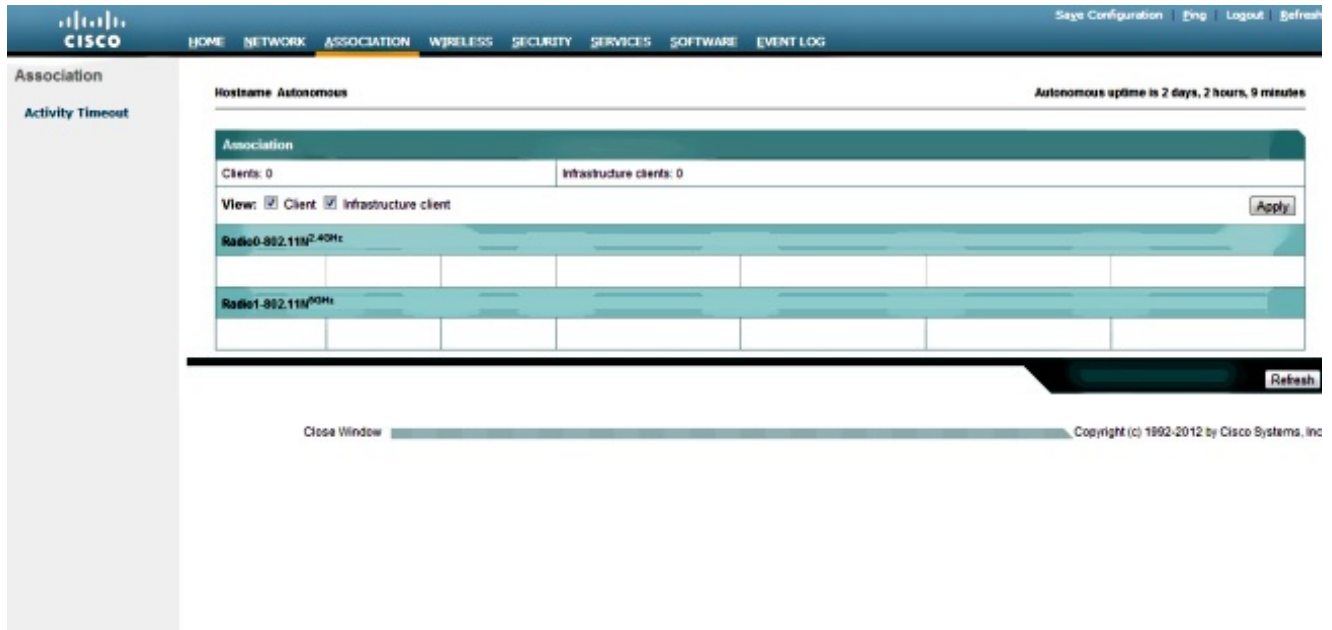 Save Configuration | Ping | Logout | Refresh
CISCO
HOME NETWORK ASSOCIATION WIRELESS SECURITY SERVICES SOFTWARE EVENT LOG
Association
Activity Timeout
Hostname Autonomous
Autonomous uptime is 2 days, 2 hours, 9 minutes
Association
Clients: 0
Infrastructure clients: 0
View: Client Infrastructure client
Apply
Radio0-802.11N2.4GHz
Radio1-802.11N5GHz
Refresh
Close Window
Copyright (c) 1992-2012 by Cisco Systems, Inc